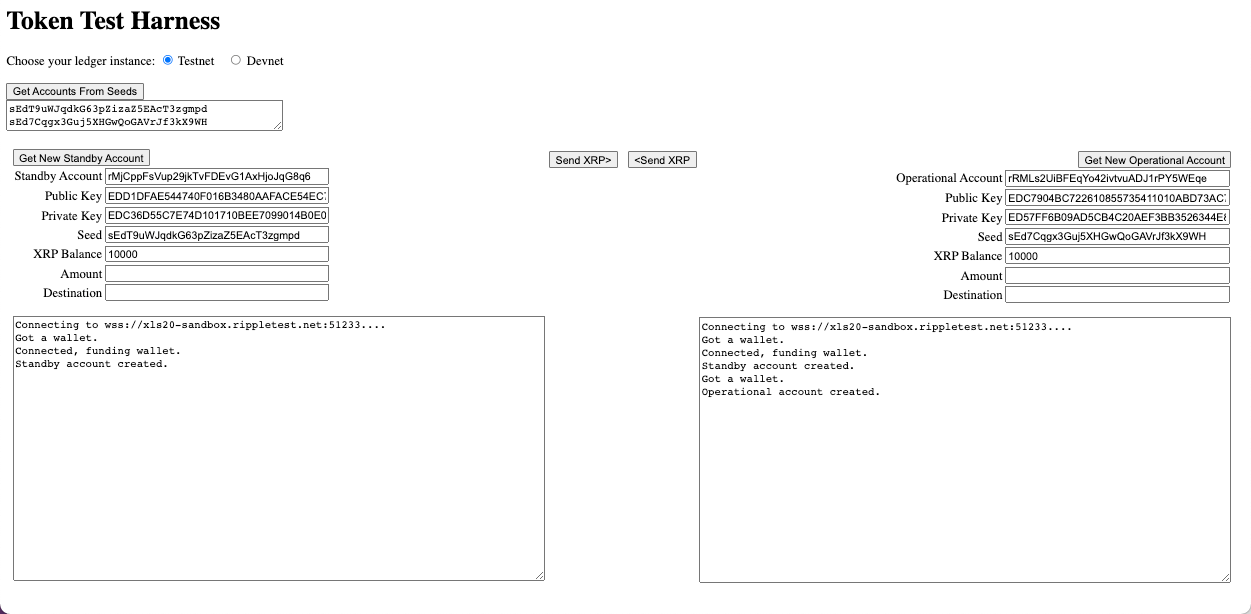 Token Test Harness
Choose your ledger instance: Testnet Devnet
Get Accounts From Seeds
sEdT9uWJqdkG63pZizaZ5EAcT3zgmpd
sEd7Cqgx3Guj5XHGwQoGAVrJf3kX9WH
Get New Standby Account
Standby Account rMjCppFsVup29jkTvFDEvG1AxHjoJqG8q6
Public Key EDD1DFAE544740F016B3480AAFACE54EC
Private Key EDC36D55C7E74D101710BEE7099014B0E0
Seed sEdT9uWJqdkG63pZizaZ5EAcT3zgmpd
XRP Balance 10000
Amount
Destination
Send XRP> <Send XRP
Get New Operational Account
Operational Account rRMLs2UiBFEqYo42ivtvuADJ1rPY5WEqe
Public Key EDC7904BC722610855735411010ABD73AC
Private Key ED57FF6B09AD5CB4C20AEF3BB3526344E
Seed sEd7Cqgx3Guj5XHGwQoGAVrJf3kX9WH
XRP Balance 10000
Amount
Destination
Connecting to wss://xls20-sandbox.rippletest.net:51233....
Got a wallet.
Connected, funding wallet.
Standby account created.
Connecting to wss://xls20-sandbox.rippletest.net:51233....
Got a wallet.
Connected, funding wallet.
Standby account created.
Got a wallet.
Operational account created.